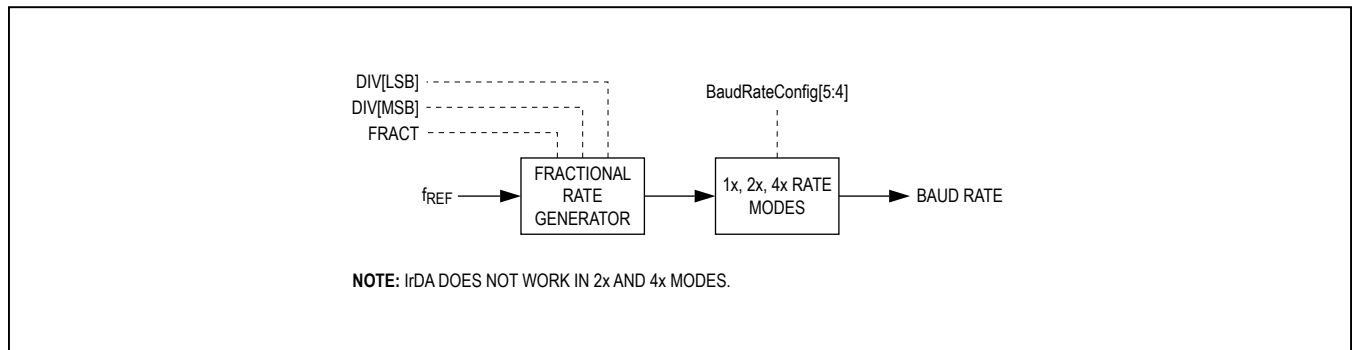 DIV[LSB]
DIV[MSB]
FRACT
BaudRateConfig[5:4]
fREF
FRACTIONAL
RATE
GENERATOR
1x, 2x, 4x RATE
MODES
BAUD RATE
NOTE: IrDA DOES NOT WORK IN 2x AND 4x MODES.